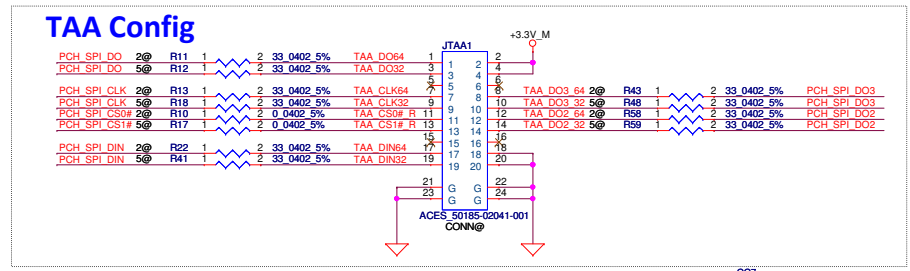 TAA Config
+3.3V_M
JTAA1
PCH_SPI_DO 2@ R11 1 2 33_0402_5% TAA_DO64 1 1 2 2
PCH_SPI_DO 5@ R12 1 2 33_0402_5% TAA_DO32 3 3 4 4
5 5 6 6
PCH_SPI_CLK 2@ R13 1 2 33_0402_5% TAA_CLK64 7 7 8 8 TAA_DO3_64 2@ R43 1 2 33_0402_5% PCH_SPI_DO3
PCH_SPI_CLK 5@ R18 1 2 33_0402_5% TAA_CLK32 9 9 10 10 TAA_DO3_32 5@ R48 1 2 33_0402_5% PCH_SPI_DO3
PCH_SPI_CS0# 2@ R10 1 2 0_0402_5% TAA_CS0#_R 11 11 12 12 TAA_DO2_64 2@ R58 1 2 33_0402_5% PCH_SPI_DO2
PCH_SPI_CS1# 5@ R17 1 2 0_0402_5% TAA_CS1#_R 13 13 14 14 TAA_DO2_32 5@ R59 1 2 33_0402_5% PCH_SPI_DO2
15 15 16 16
PCH_SPI_DIN 2@ R22 1 2 33_0402_5% TAA_DIN64 17 17 18 18
PCH_SPI_DIN 5@ R41 1 2 33_0402_5% TAA_DIN32 19 19 20 20
21 G G 22
23 G G 24
ACES_50185-02041-001
CONN@